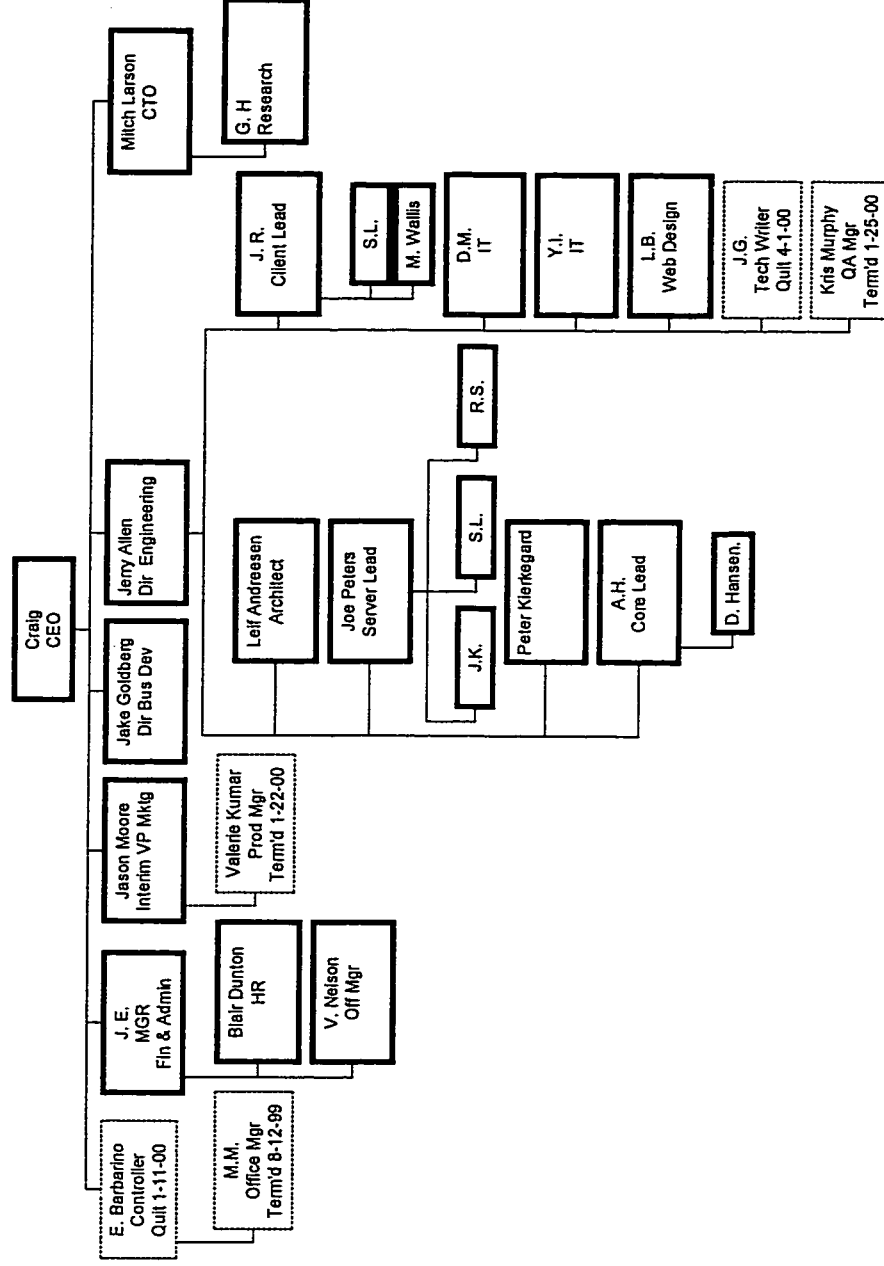 Craig
CEO
E. Barbarino
Controller
Quit 1-11-00
M.M.
Office Mgr
Term'd 8-12-99
J. E.
MGR
Fin & Admin
Blair Dunton
HR
V. Nelson
Off Mgr
Jason Moore
Interim VP Mktg
Valerie Kumar
Prod Mgr
Term'd 1-22-00
Jake Goldberg
Dir Bus Dev
Jerry Allen
Dir Engineering
Leif Andreesen
Architect
Joe Peters
Server Lead
J.K.
S.L.
R.S.
Peter Kierkegard
A.H.
Core Lead
D. Hansen,
J. R.
Client Lead
S.L.
M. Wallis
D.M.
IT
Y.I.
IT
L.B.
Web Design
J.G.
Tech Writer
Quit 4-1-00
Kris Murphy
QA Mgr
Term'd 1-25-00
Mitch Larson
CTO
G. H
Research